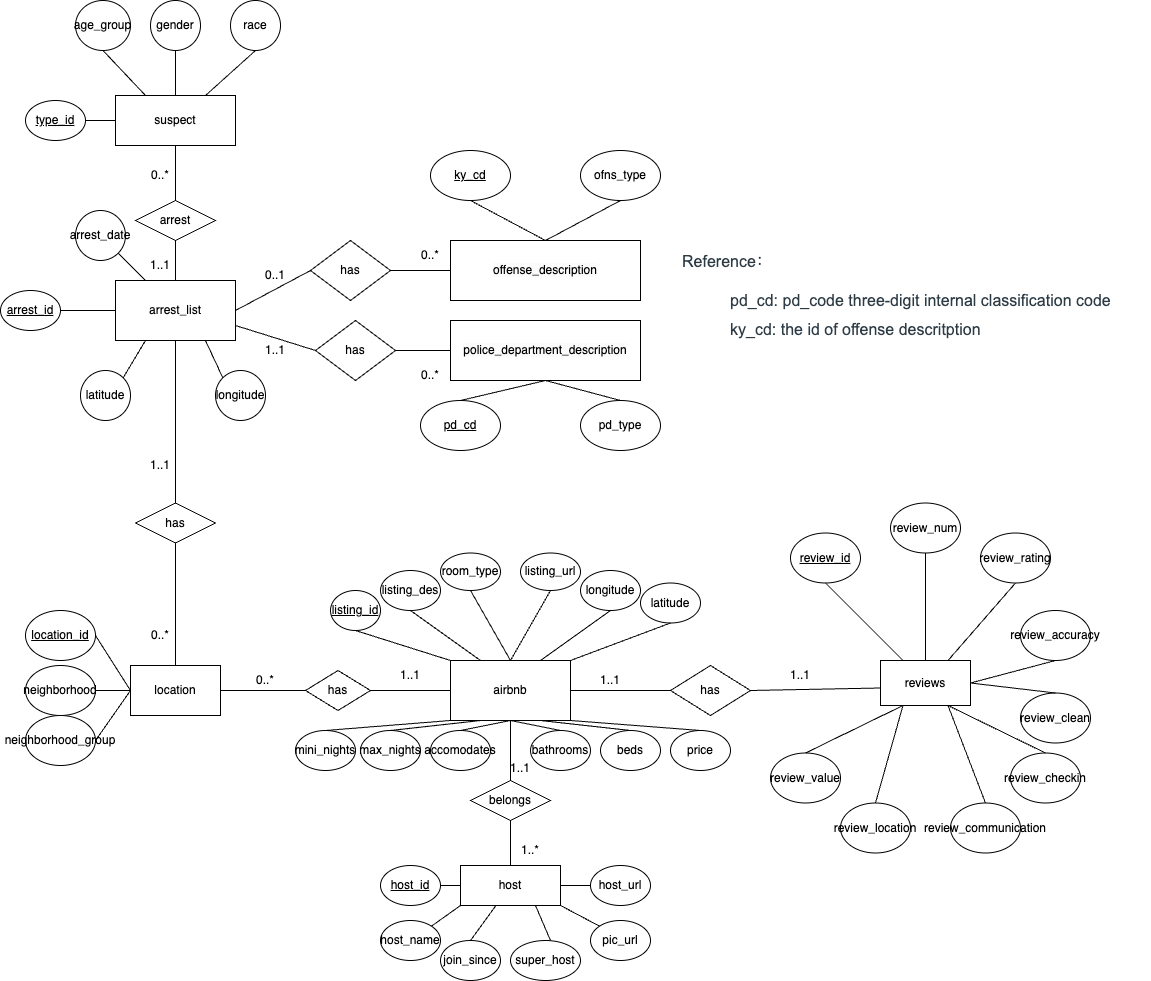 age_group
gender
race
type_id
suspect
0..*
arrest
arrest_date
1..1
arrest_id
arrest_list
latitude
longitude
0..1
has
0..*
ky_cd
ofns_type
offense_description
1..1
has
0..*
police_department_description
pd_cd
pd_type
Reference：
pd_cd: pd_code three-digit internal classification code
ky_cd: the id of offense descritption
1..1
has
0..*
location_id
neighborhood
neighborhood_group
location
0..*
has
1..1
listing_id
listing_des
room_type
listing_url
longitude
latitude
airbnb
mini_nights
max_nights
accomodates
bathrooms
beds
price
1..1
has
1..1
review_id
review_num
review_rating
review_accuracy
reviews
review_clean
review_checkin
review_communication
review_location
review_value
1..1
belongs
1..*
host_id
host
host_url
host_name
join_since
super_host
pic_url